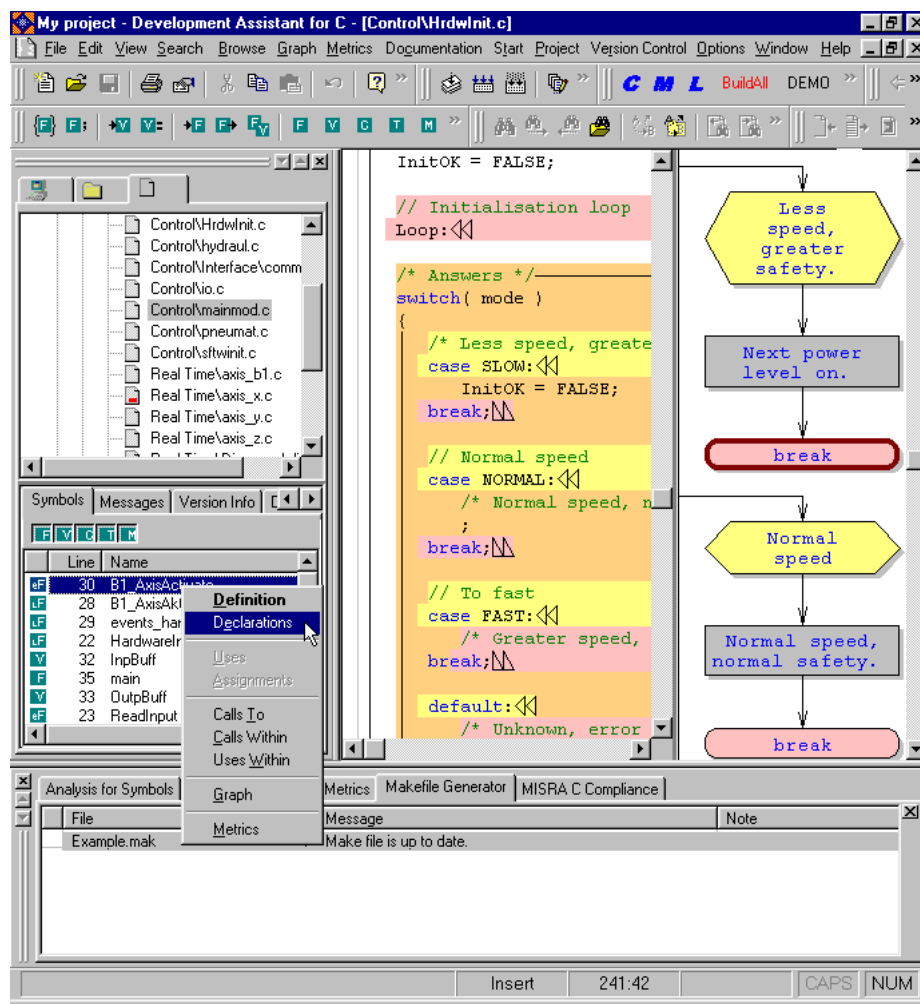 My project - Development Assistant for C - [Control\HrdwInit.c]
File Edit View Search Browse Graph Metrics Documentation Start Project Version Control Options Window Help
C M L BuildAll DEMO
{F} F; V V= F F Fv F V C T M
Control\HrdwInit.c
Control\hydraul.c
Control\Interface\comm
Control\io.c
Control\mainmod.c
Control\pneumat.c
Control\sftwinit.c
Real Time\axis_b1.c
Real Time\axis_x.c
Real Time\axis_y.c
Real Time\axis_z.c
Symbols Messages Version Info
F V C T M
Line Name
eF 30 B1_AxisActivate
LF 28 B1_AxisAk
LF 29 events_har
LF 22 HardwareIn
V 32 InpBuff
F 35 main
V 33 OutpBuff
eF 23 ReadInput
Definition
Declarations
Uses
Assignments
Calls To
Calls Within
Uses Within
Graph
Metrics
InitOK = FALSE;
// Initialisation loop
Loop:
/* Answers */
switch( mode )
{
/* Less speed, greate
case SLOW:
InitOK = FALSE;
break;
// Normal speed
case NORMAL:
/* Normal speed, n
;
break;
// To fast
case FAST:
/* Greater speed,
break;
default:
/* Unknown, error
Less
speed,
greater
safety.
Next power
level on.
break
Normal
speed
Normal speed,
normal safety.
break
Analysis for Symbols Metrics Makefile Generator MISRA C Compliance
File Message Note
Example.mak Make file is up to date.
Insert 241:42 CAPS NUM